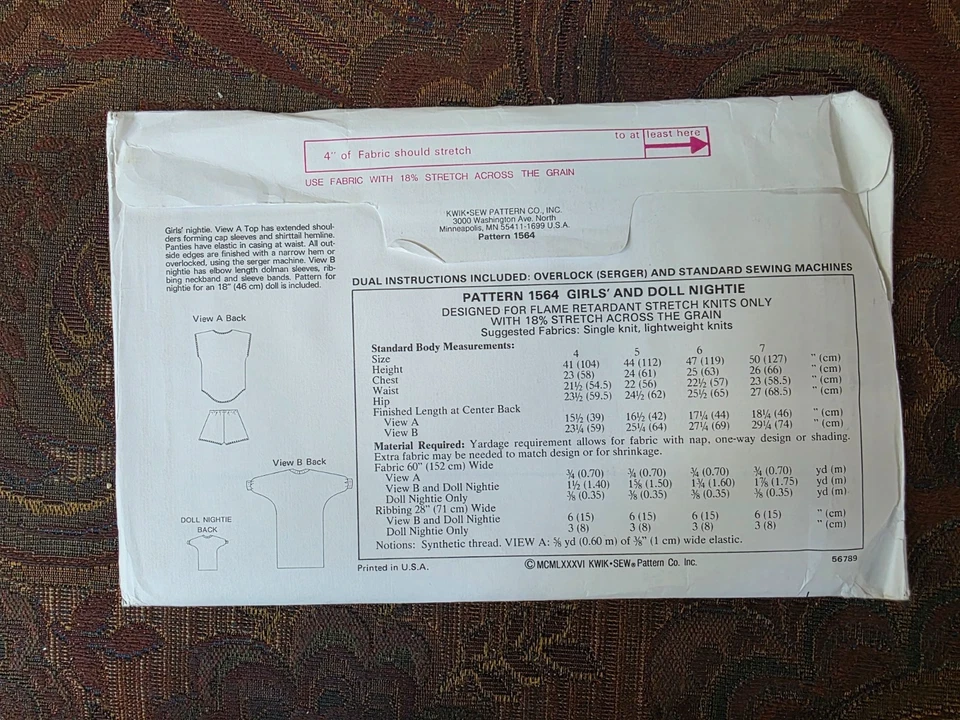 to at least here
4" of Fabric should stretch
USE FABRIC WITH 18% STRETCH ACROSS THE GRAIN
KWIK•SEW PATTERN CO., INC.
3000 Washington Ave. North
Minneapolis, MN 55411-1699 U.S.A.
Pattern 1564
Girls' nightie. View A Top has extended shoul-
ders forming cap sleeves and shirttail hemline.
Panties have elastic in casing at waist. All out-
side edges are finished with a narrow hem or
overlocked, using the serger machine. View B
nightie has elbow length dolman sleeves, rib-
bing neckband and sleeve bands. Pattern for
nightie for an 18" (46 cm) doll is included.
View A Back
View B Back
DOLL NIGHTIE
BACK
DUAL INSTRUCTIONS INCLUDED: OVERLOCK (SERGER) AND STANDARD SEWING MACHINES
PATTERN 1564 GIRLS' AND DOLL NIGHTIE
DESIGNED FOR FLAME RETARDANT STRETCH KNITS ONLY
WITH 18% STRETCH ACROSS THE GRAIN
Suggested Fabrics: Single knit, lightweight knits
Standard Body Measurements:
Size 4 5 6 7
Height 41 (104) 44 (112) 47 (119) 50 (127) " (cm)
Chest 23 (58) 24 (61) 25 (63) 26 (66) " (cm)
Waist 21½ (54.5) 22 (56) 22½ (57) 23 (58.5) " (cm)
Hip 23½ (59.5) 24½ (62) 25½ (65) 27 (68.5) " (cm)
Finished Length at Center Back
View A 15½ (39) 16½ (42) 17¼ (44) 18¼ (46) " (cm)
View B 23¼ (59) 25¼ (64) 27¼ (69) 29¼ (74) " (cm)
Material Required: Yardage requirement allows for fabric with nap, one-way design or shading.
Extra fabric may be needed to match design or for shrinkage.
Fabric 60" (152 cm) Wide
View A ¾ (0.70) ¾ (0.70) ¾ (0.70) ¾ (0.70) yd (m)
View B and Doll Nightie 1½ (1.40) 1⅝ (1.50) 1¾ (1.60) 1⅞ (1.75) yd (m)
Doll Nightie Only ⅜ (0.35) ⅜ (0.35) ⅜ (0.35) ⅜ (0.35) yd (m)
Ribbing 28" (71 cm) Wide
View B and Doll Nightie 6 (15) 6 (15) 6 (15) 6 (15) " (cm)
Doll Nightie Only 3 (8) 3 (8) 3 (8) 3 (8) " (cm)
Notions: Synthetic thread. VIEW A: ⅝ yd (0.60 m) of ⅜" (1 cm) wide elastic.
Printed in U.S.A.
©MCMLXXXVI KWIK•SEW® Pattern Co. Inc.
56789